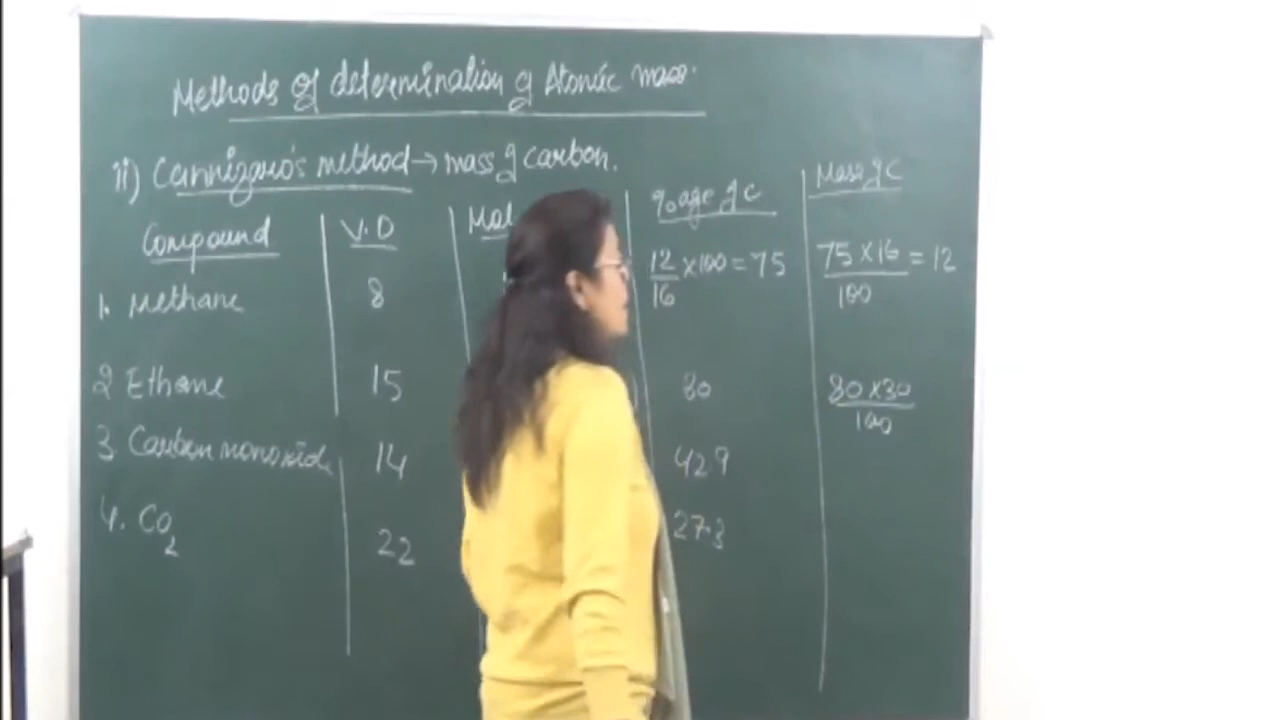 Methods of determination of Atomic mass.
ii) Cannizaro's method → mass of carbon.
Compound V.D Mol %age of C Mass of C
1. Methane 8 12/16 × 100 = 75 75 × 16 / 100 = 12
2 Ethane 15 80 80 × 30 / 100
3. Carbon monoxide 14 42.9
4. CO2 22 27.3